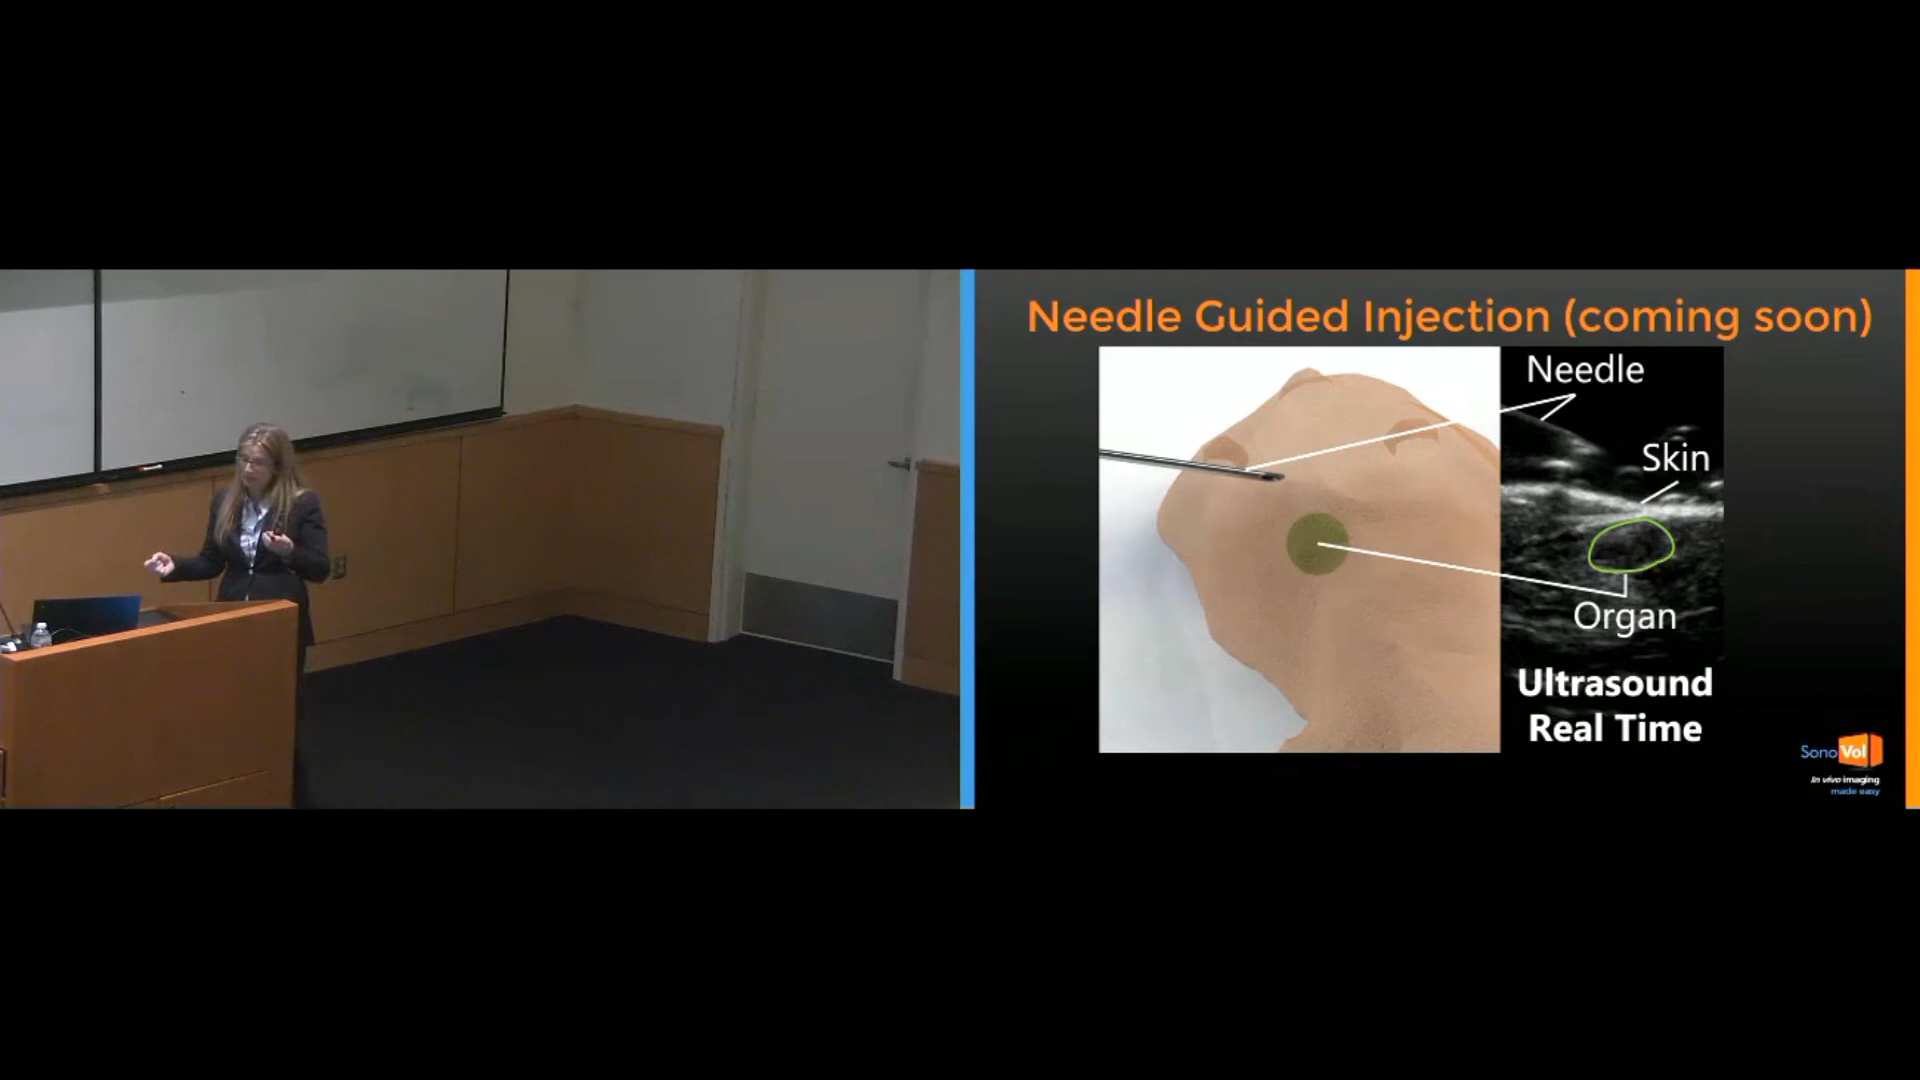 Needle Guided Injection (coming soon)
Needle
Skin
Organ
Ultrasound
Real Time
SonoVol
In vivo imaging
made easy